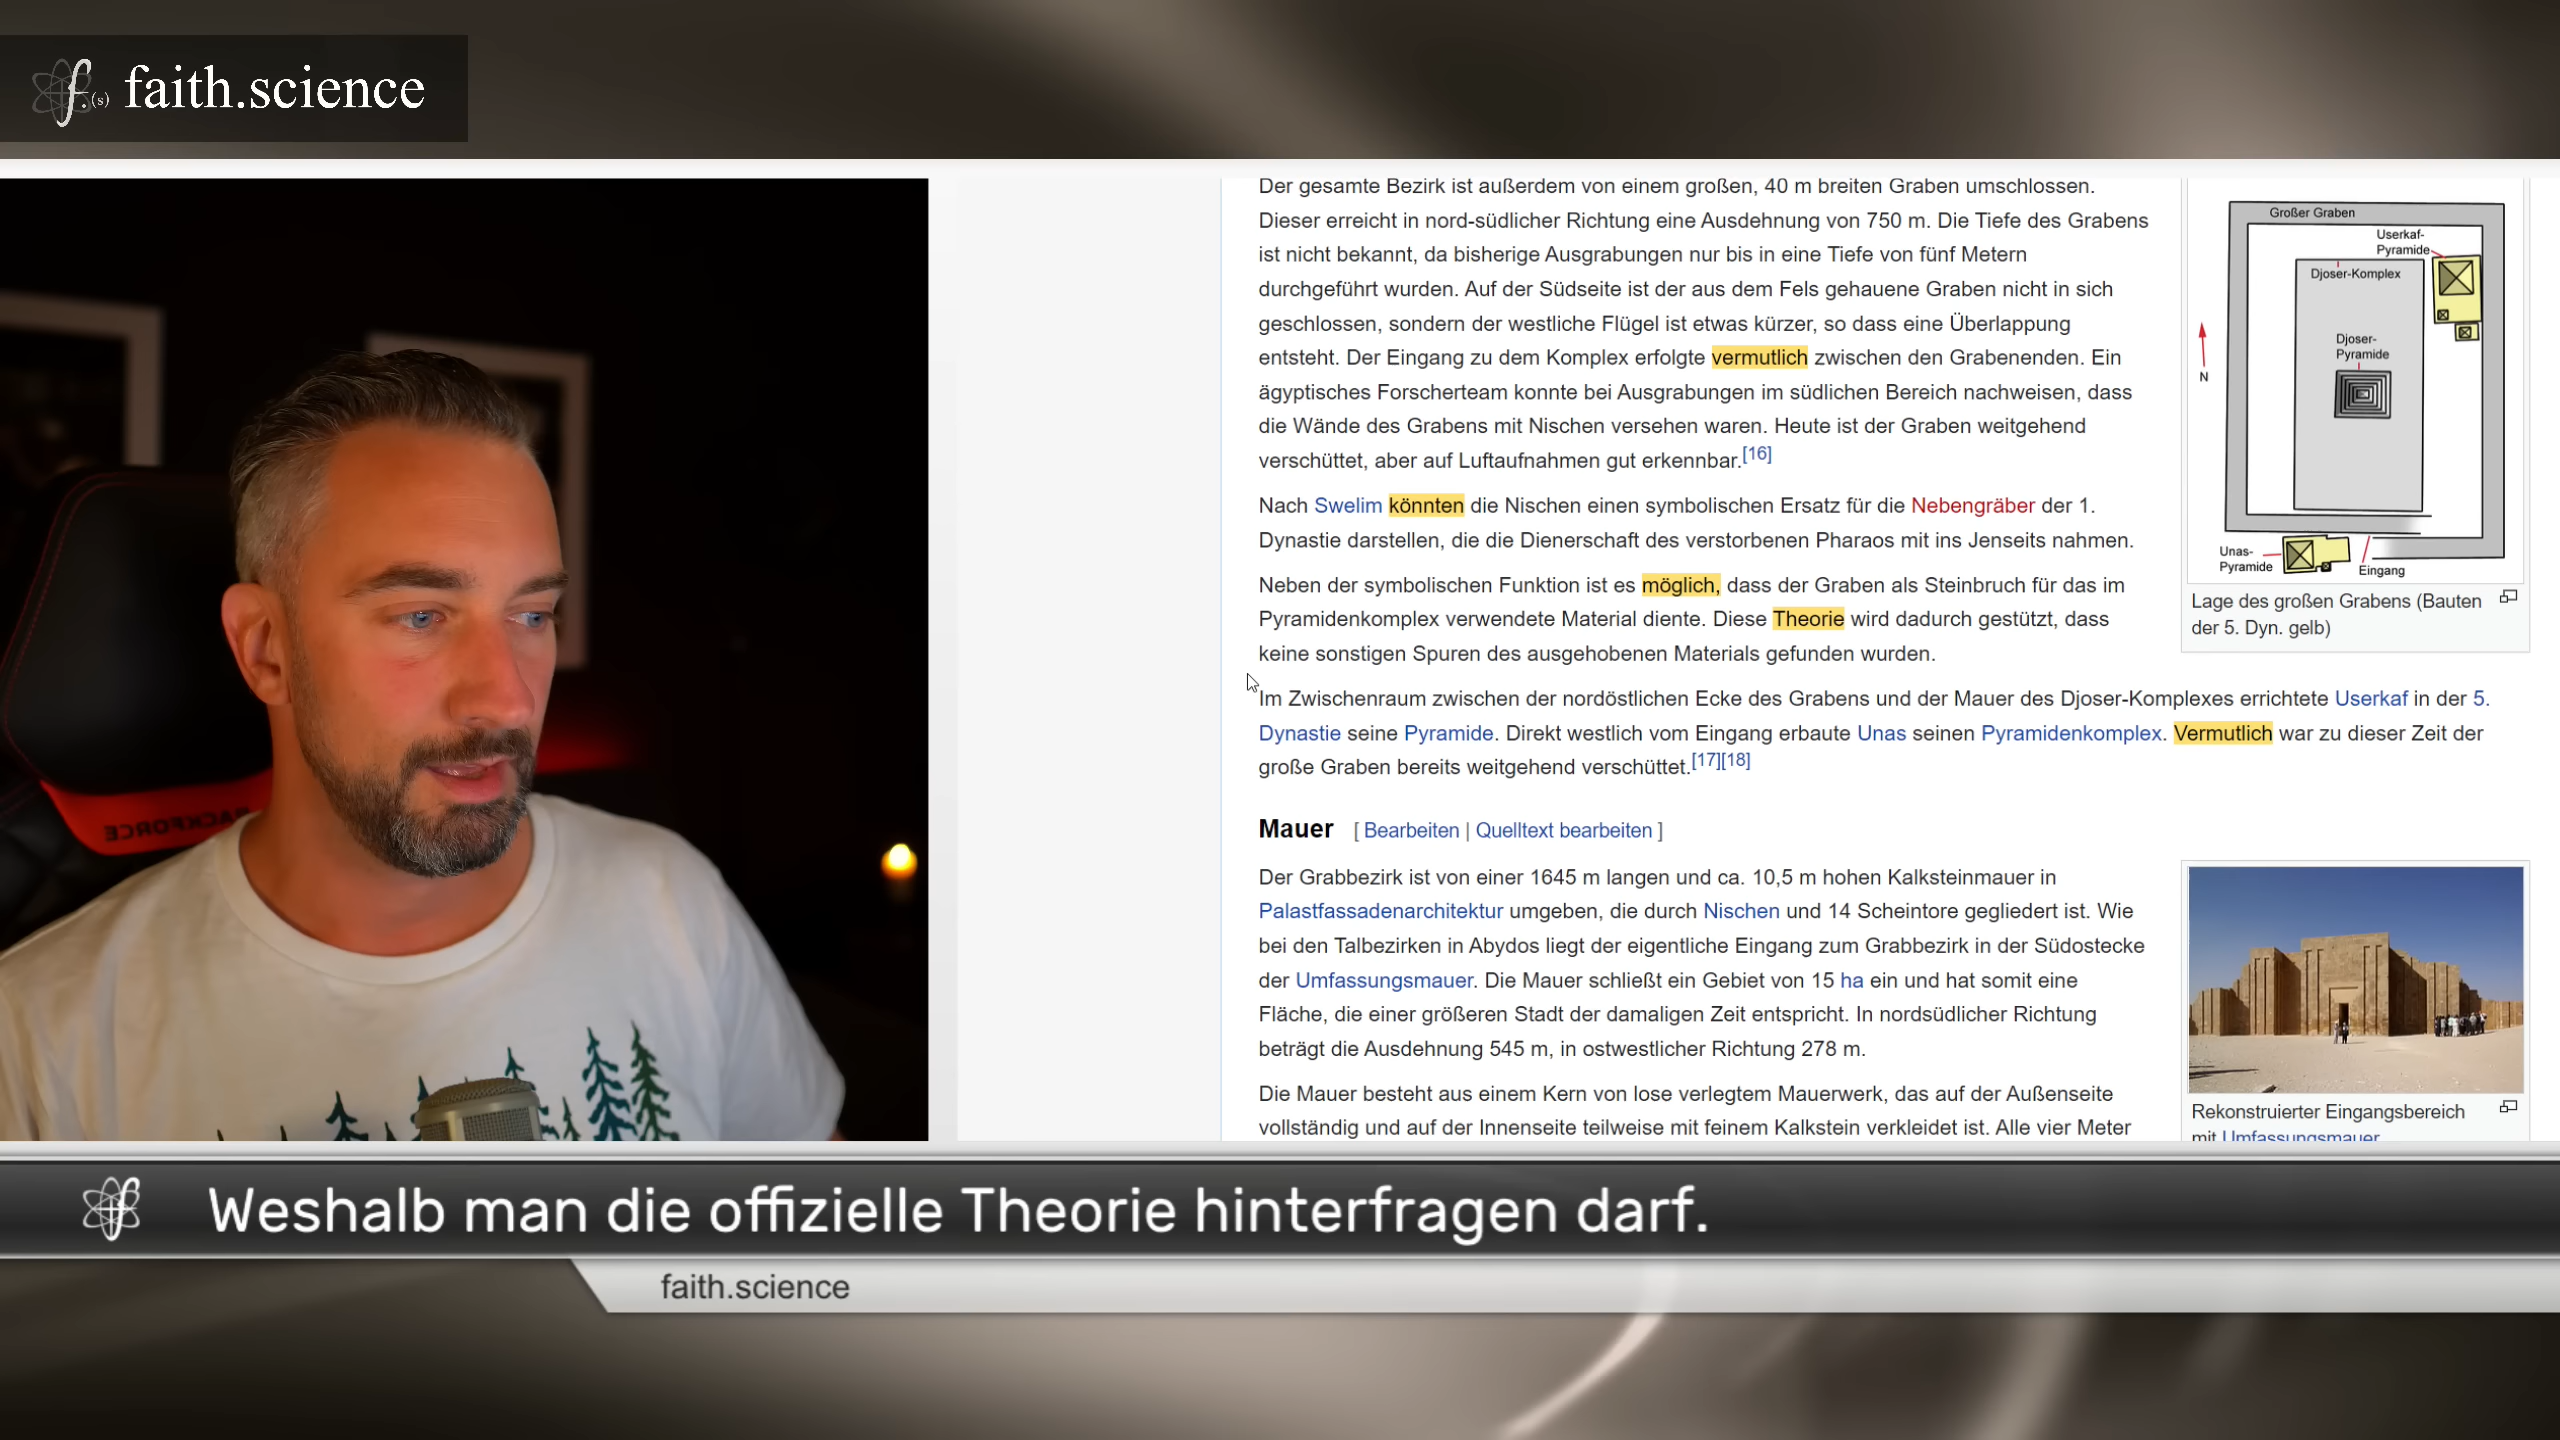 f.(s) faith.science
Der gesamte Bezirk ist außerdem von einem großen, 40 m breiten Graben umschlossen.
Dieser erreicht in nord-südlicher Richtung eine Ausdehnung von 750 m. Die Tiefe des Grabens
ist nicht bekannt, da bisherige Ausgrabungen nur bis in eine Tiefe von fünf Metern
durchgeführt wurden. Auf der Südseite ist der aus dem Fels gehauene Graben nicht in sich
geschlossen, sondern der westliche Flügel ist etwas kürzer, so dass eine Überlappung
entsteht. Der Eingang zu dem Komplex erfolgte vermutlich zwischen den Grabenenden. Ein
ägyptisches Forscherteam konnte bei Ausgrabungen im südlichen Bereich nachweisen, dass
die Wände des Grabens mit Nischen versehen waren. Heute ist der Graben weitgehend
verschüttet, aber auf Luftaufnahmen gut erkennbar.[16]
Nach Swelim könnten die Nischen einen symbolischen Ersatz für die Nebengräber der 1.
Dynastie darstellen, die die Dienerschaft des verstorbenen Pharaos mit ins Jenseits nahmen.
Neben der symbolischen Funktion ist es möglich, dass der Graben als Steinbruch für das im
Pyramidenkomplex verwendete Material diente. Diese Theorie wird dadurch gestützt, dass
keine sonstigen Spuren des ausgehobenen Materials gefunden wurden.
Großer Graben
Userkaf-
Pyramide
Djoser-Komplex
Djoser-
Pyramide
N
Unas-
Pyramide
Eingang
Lage des großen Grabens (Bauten
der 5. Dyn. gelb)
Im Zwischenraum zwischen der nordöstlichen Ecke des Grabens und der Mauer des Djoser-Komplexes errichtete Userkaf in der 5.
Dynastie seine Pyramide. Direkt westlich vom Eingang erbaute Unas seinen Pyramidenkomplex. Vermutlich war zu dieser Zeit der
große Graben bereits weitgehend verschüttet.[17][18]
Mauer [ Bearbeiten | Quelltext bearbeiten ]
Der Grabbezirk ist von einer 1645 m langen und ca. 10,5 m hohen Kalksteinmauer in
Palastfassadenarchitektur umgeben, die durch Nischen und 14 Scheintore gegliedert ist. Wie
bei den Talbezirken in Abydos liegt der eigentliche Eingang zum Grabbezirk in der Südostecke
der Umfassungsmauer. Die Mauer schließt ein Gebiet von 15 ha ein und hat somit eine
Fläche, die einer größeren Stadt der damaligen Zeit entspricht. In nordsüdlicher Richtung
beträgt die Ausdehnung 545 m, in ostwestlicher Richtung 278 m.
Die Mauer besteht aus einem Kern von lose verlegtem Mauerwerk, das auf der Außenseite
vollständig und auf der Innenseite teilweise mit feinem Kalkstein verkleidet ist. Alle vier Meter
Rekonstruierter Eingangsbereich
mit Umfassungsmauer
BACKFORCE
Weshalb man die offizielle Theorie hinterfragen darf.
faith.science